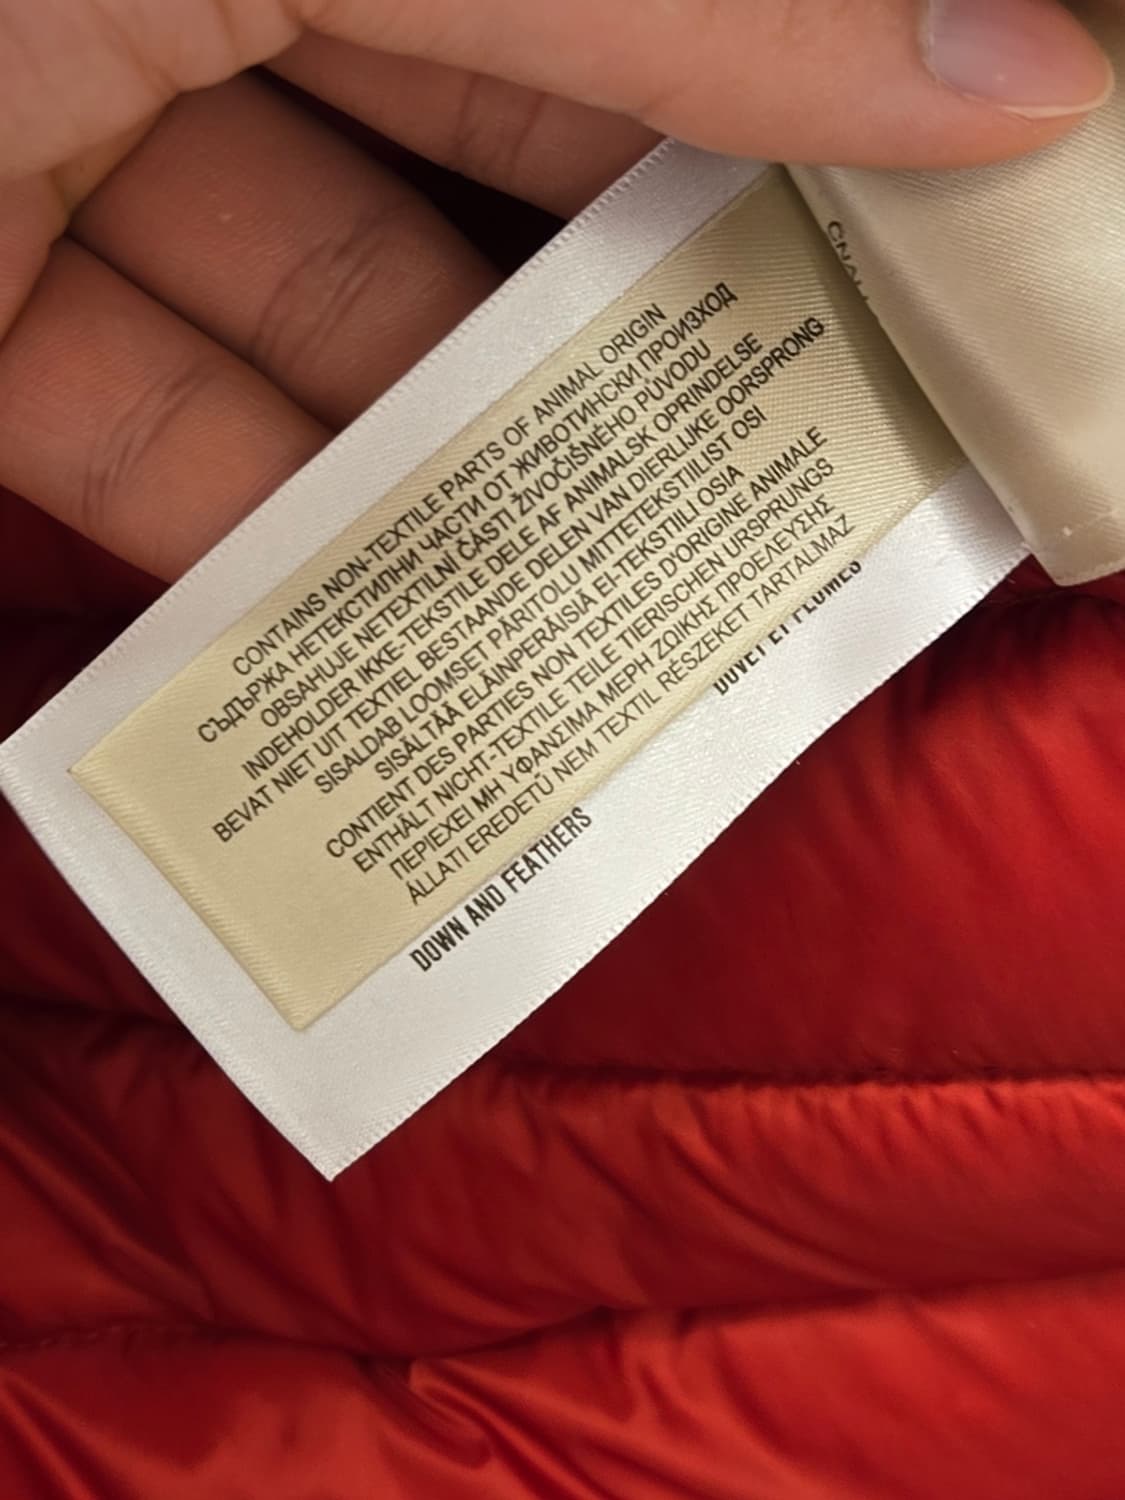 CONTAINS NON-TEXTILE PARTS OF ANIMAL ORIGIN
СЪДЪРЖА НЕТЕКСТИЛНИ ЧАСТИ ОТ ЖИВОТИНСКИ ПРОИЗХОД
OBSAHUJE NETEXTILNÍ ČÁSTI ŽIVOČIŠNÉHO PŮVODU
INDEHOLDER IKKE-TEKSTILE DELE AF ANIMALSK OPRINDELSE
BEVAT NIET UIT TEXTIEL BESTAANDE DELEN VAN DIERLIJKE OORSPRONG
SISALDAB LOOMSET PÄRITOLU MITTETEKSTIILIST OSI
SISÄLTÄÄ ELÄINPERÄISIÄ EI-TEKSTIILI OSIA
CONTIENT DES PARTIES NON TEXTILES D'ORIGINE ANIMALE
ENTHÄLT NICHT-TEXTILE TEILE TIERISCHEN URSPRUNGS
ΠΕΡΙΕΧΕΙ ΜΗ ΥΦΑΝΣΙΜΑ ΜΕΡΗ ΖΩΙΚΗΣ ΠΡΟΕΛΕΥΣΗΣ
ÁLLATI EREDETŰ NEM TEXTIL RÉSZEKET TARTALMAZ
DOWN AND FEATHERS
DUVET ET PLUMES